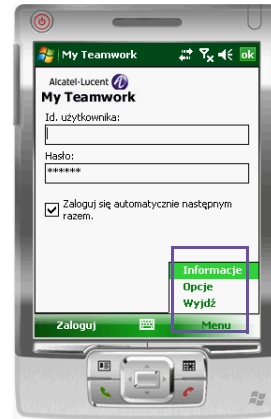 My Teamwork
ok
Alcatel-Lucent
My Teamwork
Id. użytkownika:
Hasło:
******
Zaloguj się automatycznie następnym
razem.
Informacje
Opcje
Wyjdź
Zaloguj
Menu